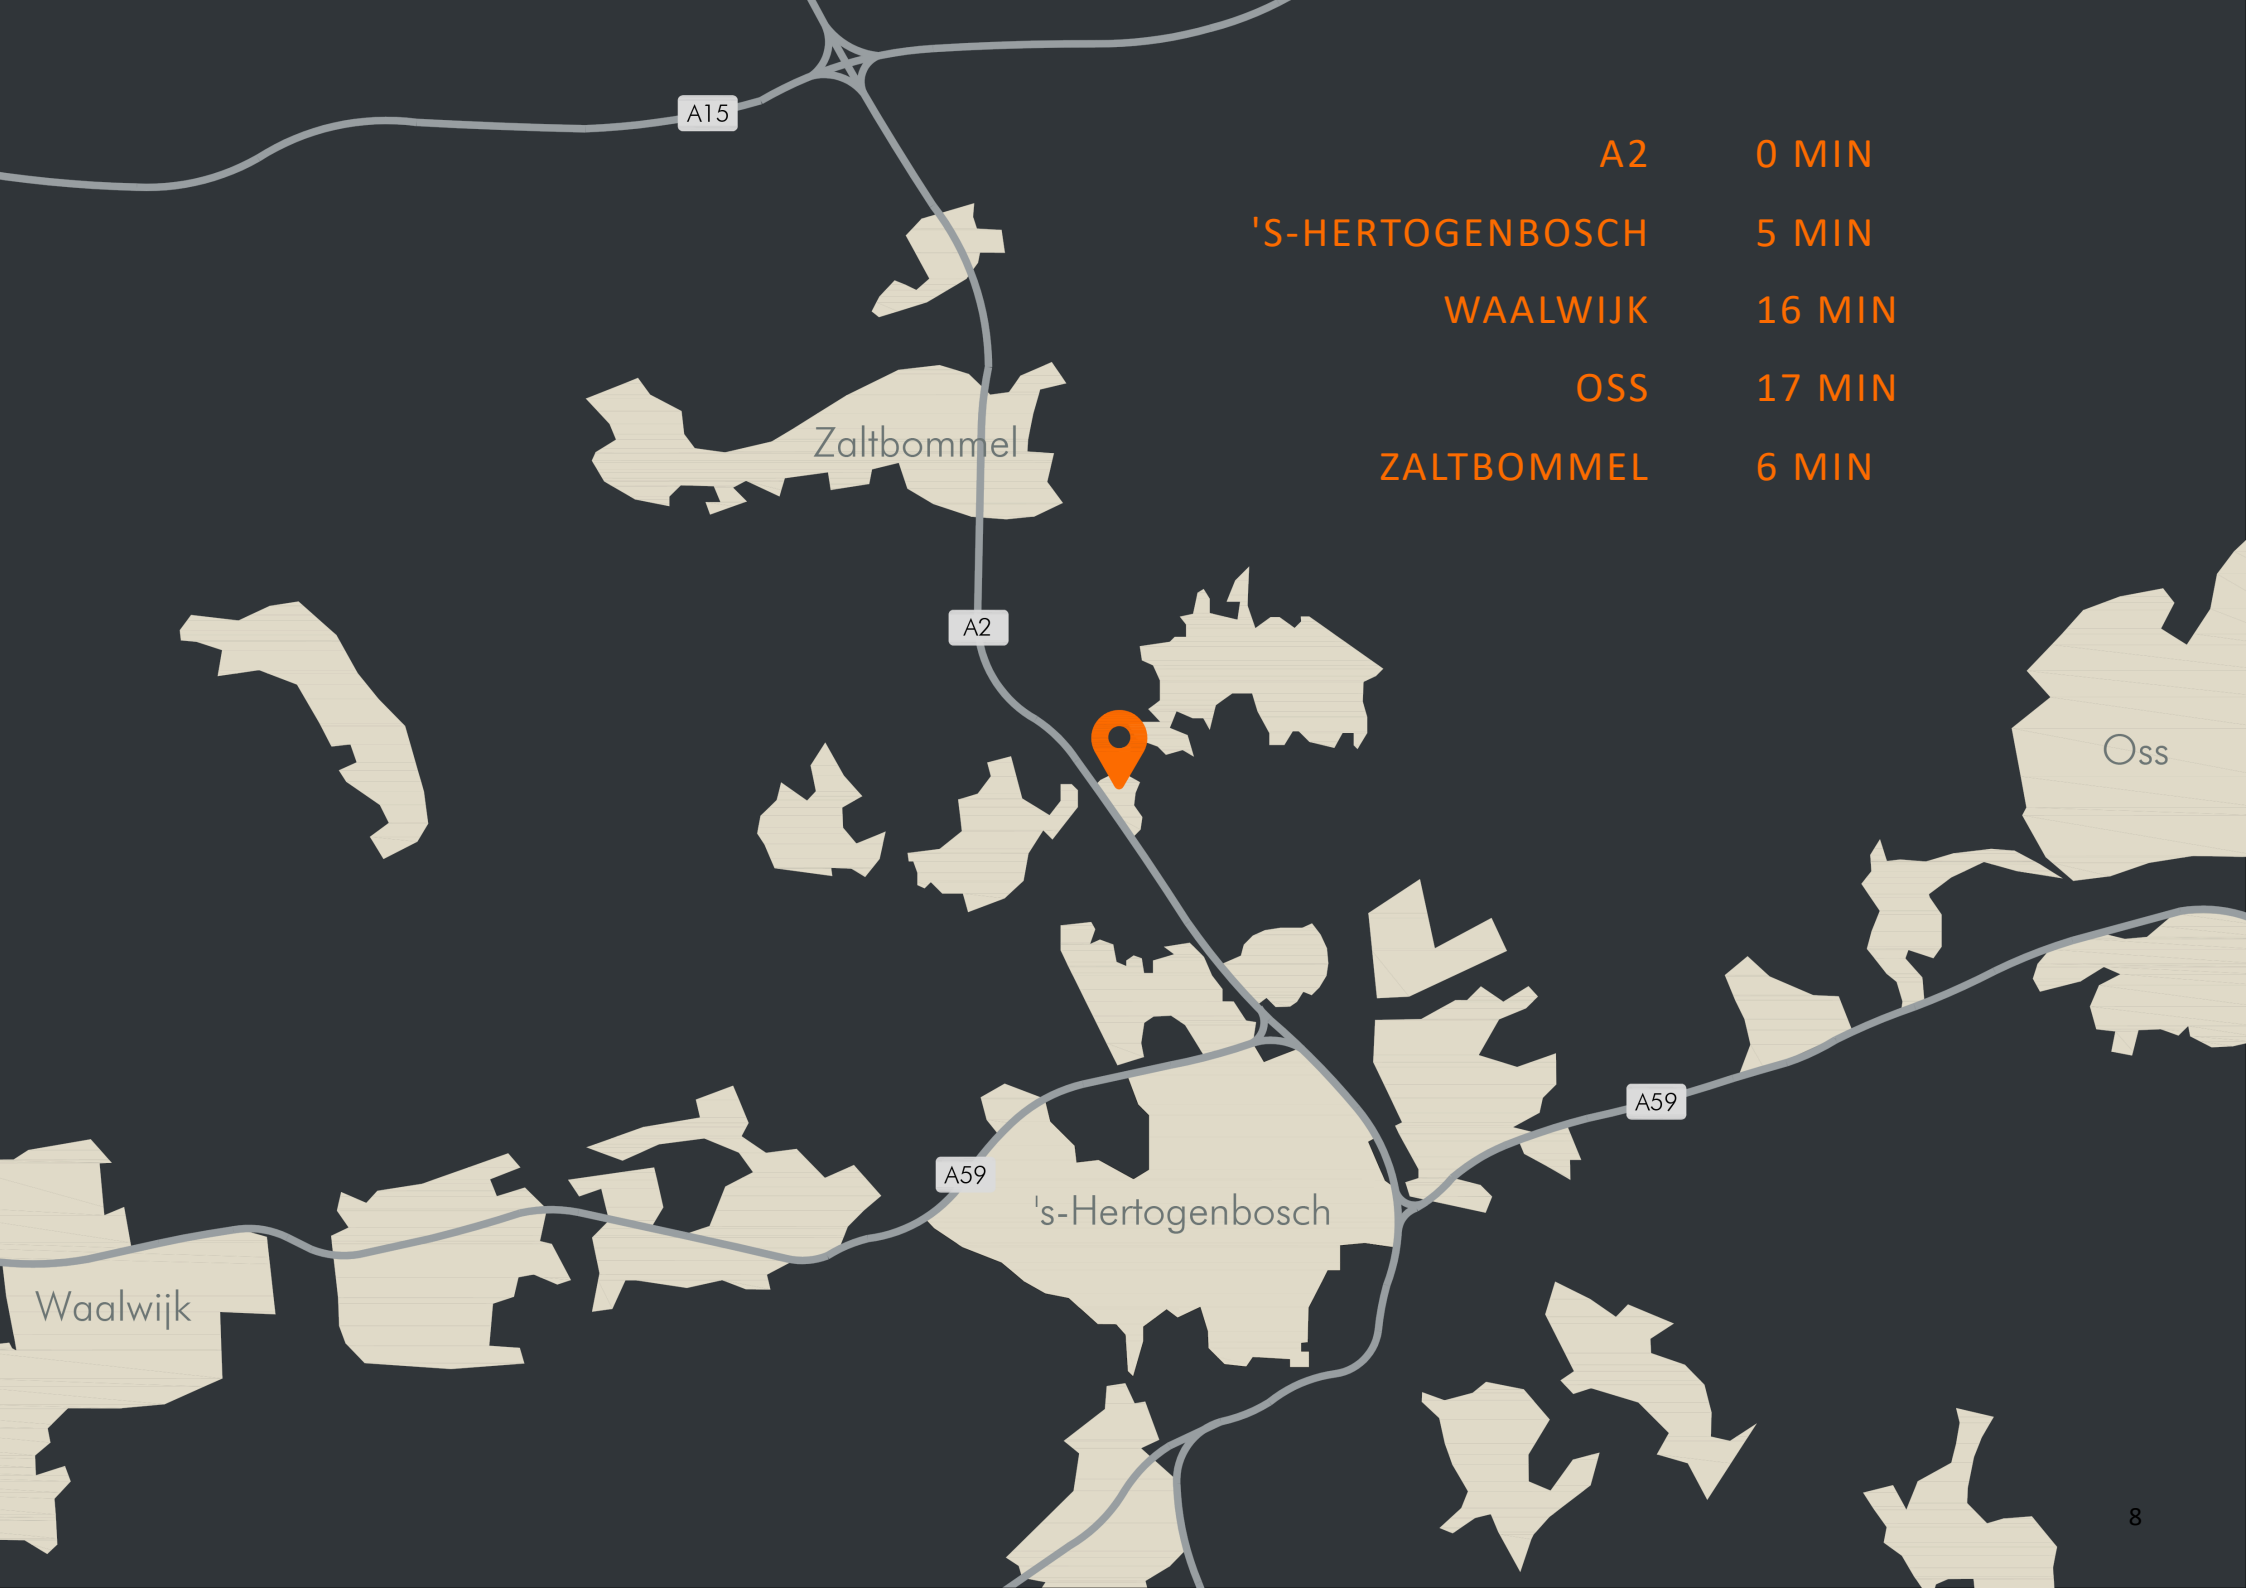 A15
A2 0 MIN
'S-HERTOGENBOSCH 5 MIN
WAALWIJK 16 MIN
OSS 17 MIN
ZALTBOMMEL 6 MIN
Zaltbommel
A2
Oss
A59
A59
's-Hertogenbosch
Waalwijk
8